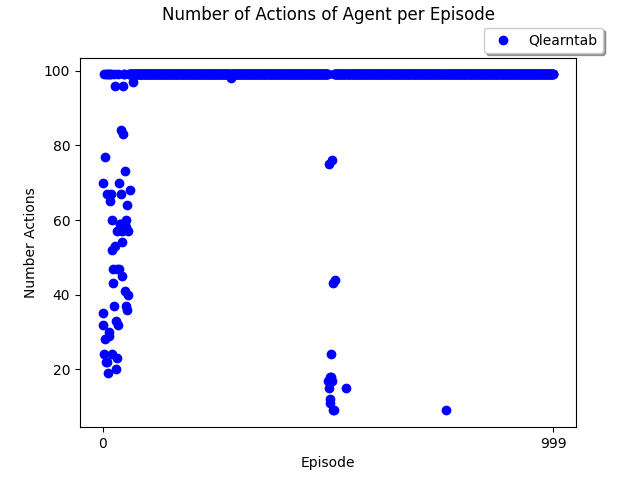 Number of Actions of Agent per Episode
Qlearntab
100
80
60
40
20
Number Actions
0
999
Episode